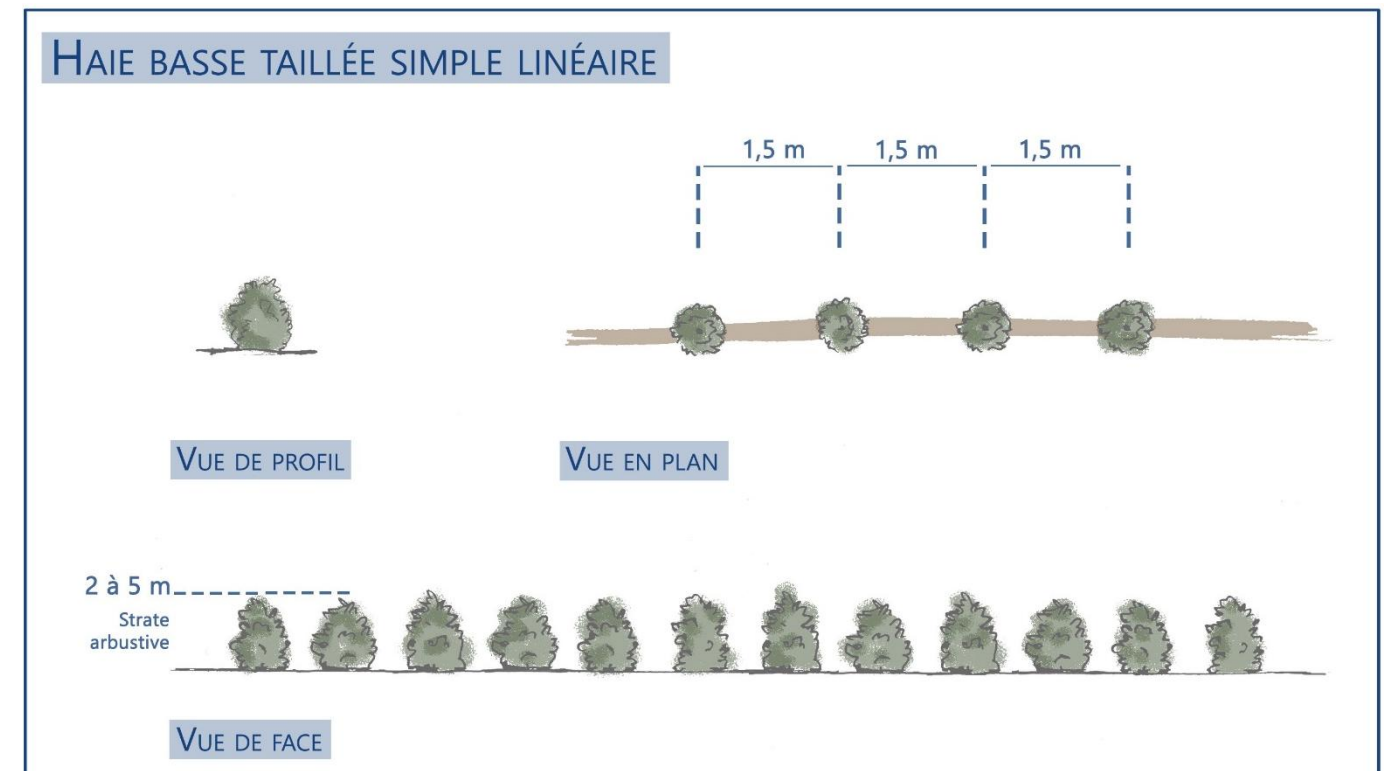 HAIE BASSE TAILLÉE SIMPLE LINÉAIRE
1,5 m 1,5 m 1,5 m
VUE DE PROFIL
VUE EN PLAN
2 à 5 m
Strate
arbustive
VUE DE FACE